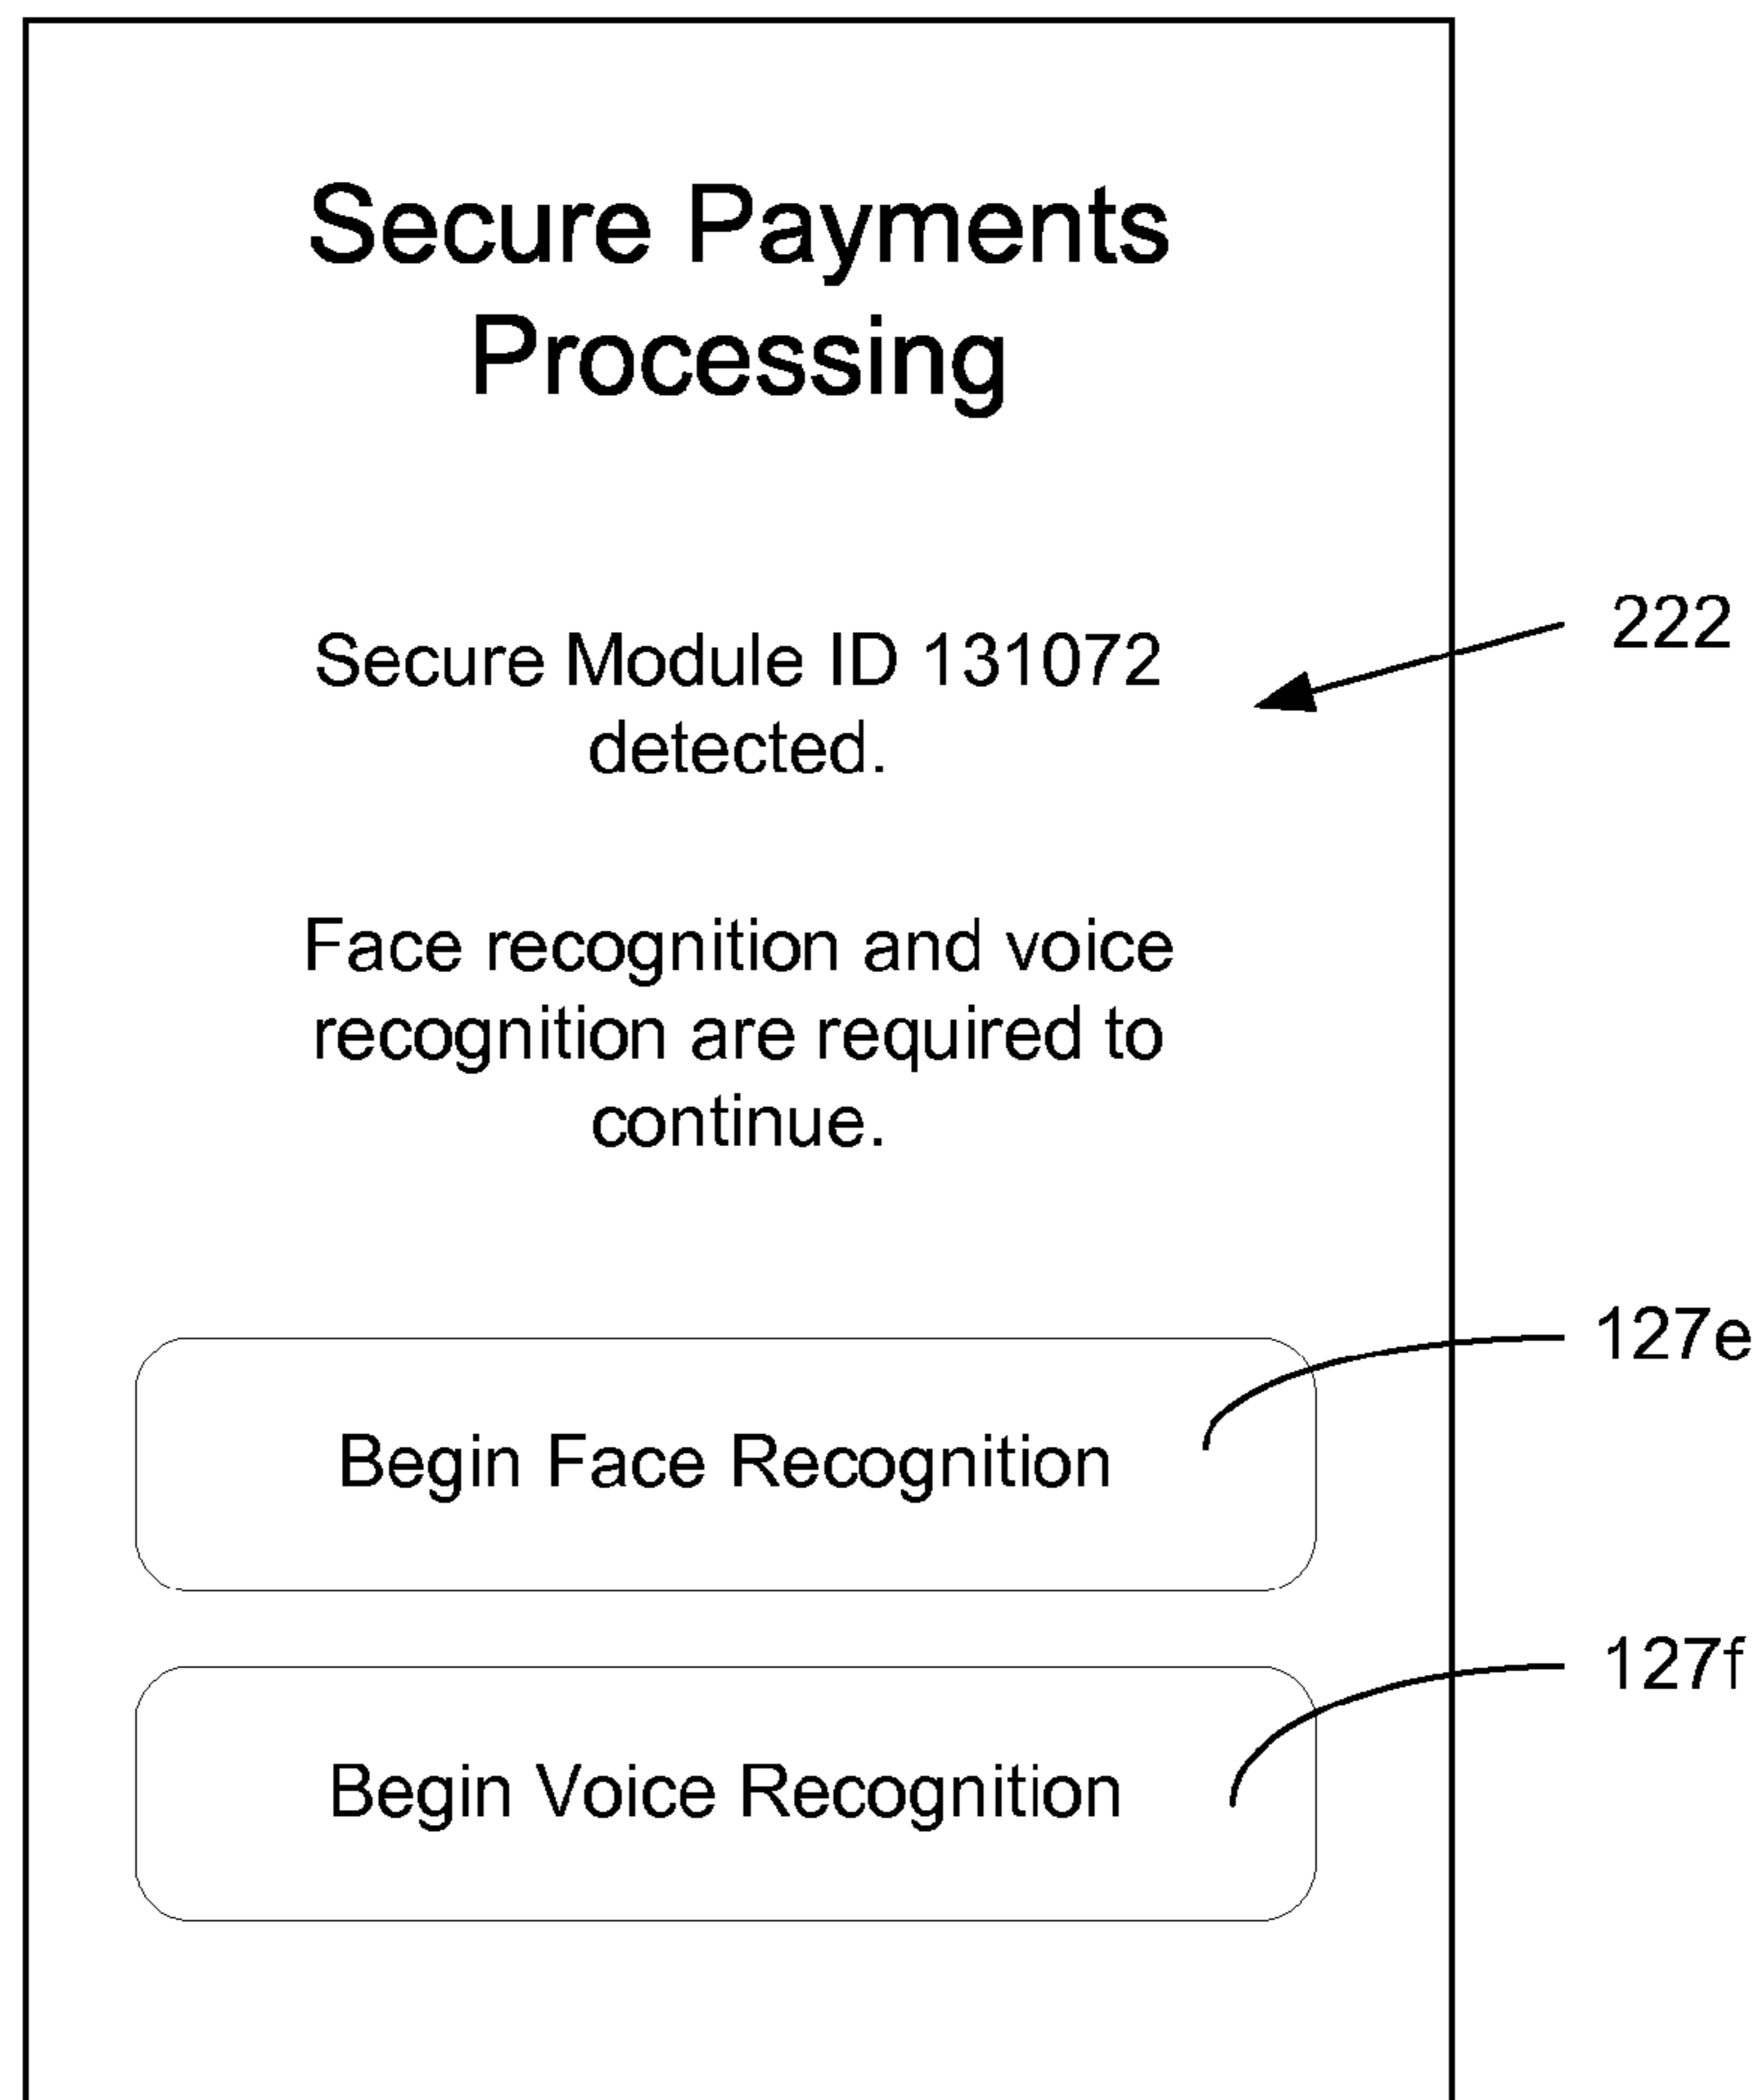 Secure Payments
Processing
Secure Module ID 131072
detected.
222
Face recognition and voice
recognition are required to
continue.
127e
Begin Face Recognition
127f
Begin Voice Recognition